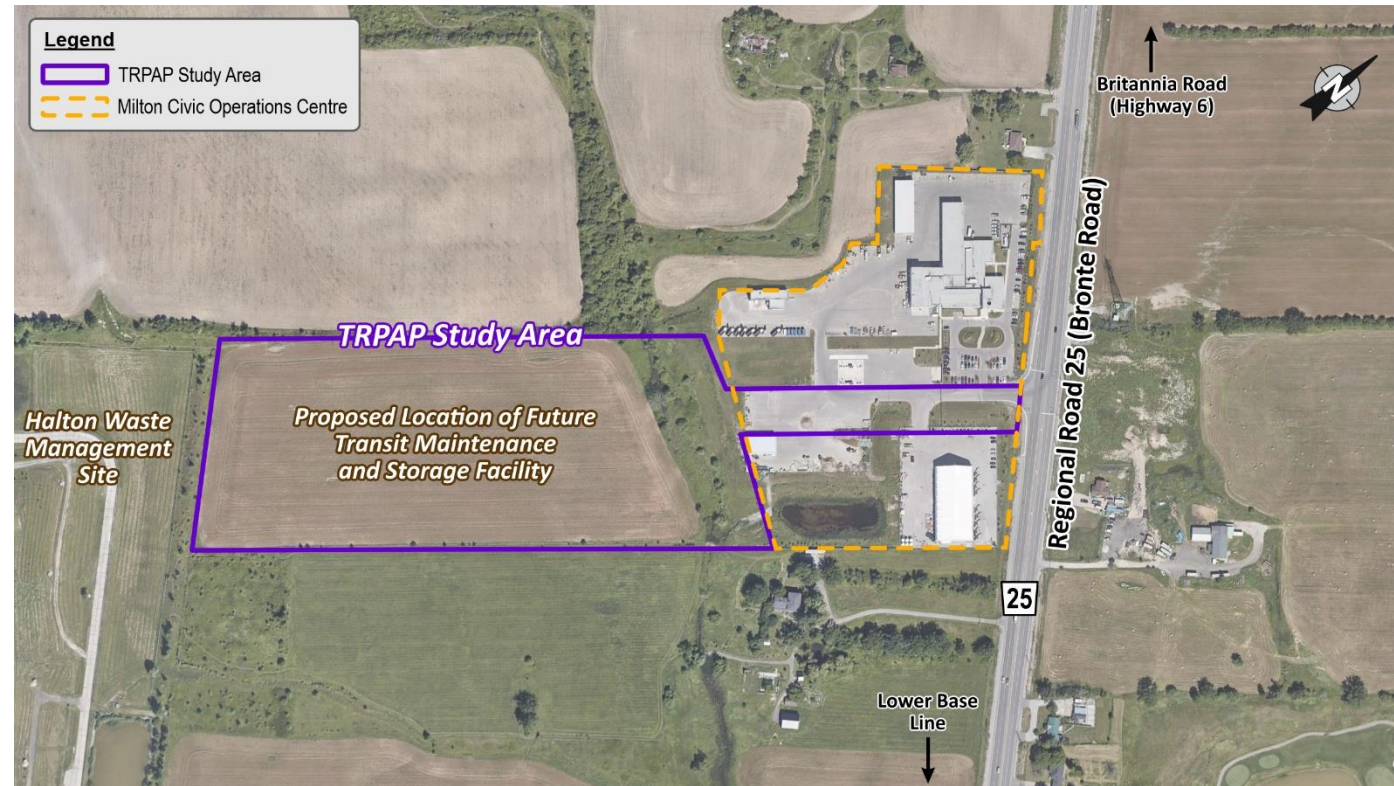 Legend
TRPAP Study Area
Milton Civic Operations Centre
Britannia Road
(Highway 6)
N
Regional Road 25 (Bronte Road)
TRPAP Study Area
Proposed Location of Future
Transit Maintenance
and Storage Facility
Halton Waste
Management
Site
25
Lower Base
Line